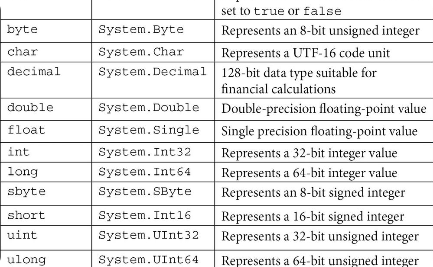 set to true or false
byte System.Byte Represents an 8-bit unsigned integer
char System.Char Represents a UTF-16 code unit
decimal System.Decimal 128-bit data type suitable for
financial calculations
double System.Double Double-precision floating-point value
float System.Single Single precision floating-point value
int System.Int32 Represents a 32-bit integer value
long System.Int64 Represents a 64-bit integer value
sbyte System.SByte Represents an 8-bit signed integer
short System.Int16 Represents a 16-bit signed integer
uint System.UInt32 Represents a 32-bit unsigned integer
ulong System.UInt64 Represents a 64-bit unsigned integer